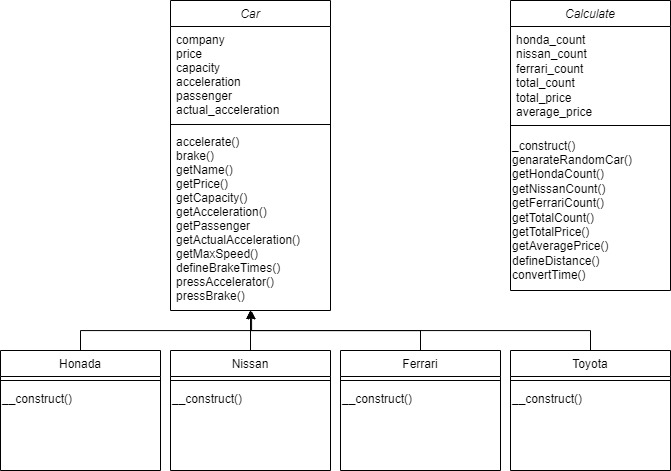 Car
company
price
capacity
acceleration
passenger
actual_acceleration
accelerate()
brake()
getName()
getPrice()
getCapacity()
getAcceleration()
getPassenger
getActualAcceleration()
getMaxSpeed()
defineBrakeTimes()
pressAccelerator()
pressBrake()
Calculate
honda_count
nissan_count
ferrari_count
total_count
total_price
average_price
_construct()
genarateRandomCar()
getHondaCount()
getNissanCount()
getFerrariCount()
getTotalCount()
getTotalPrice()
getAveragePrice()
defineDistance()
convertTime()
Honada
__construct()
Nissan
__construct()
Ferrari
__construct()
Toyota
__construct()